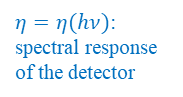 η = η(hν):
spectral response
of the detector